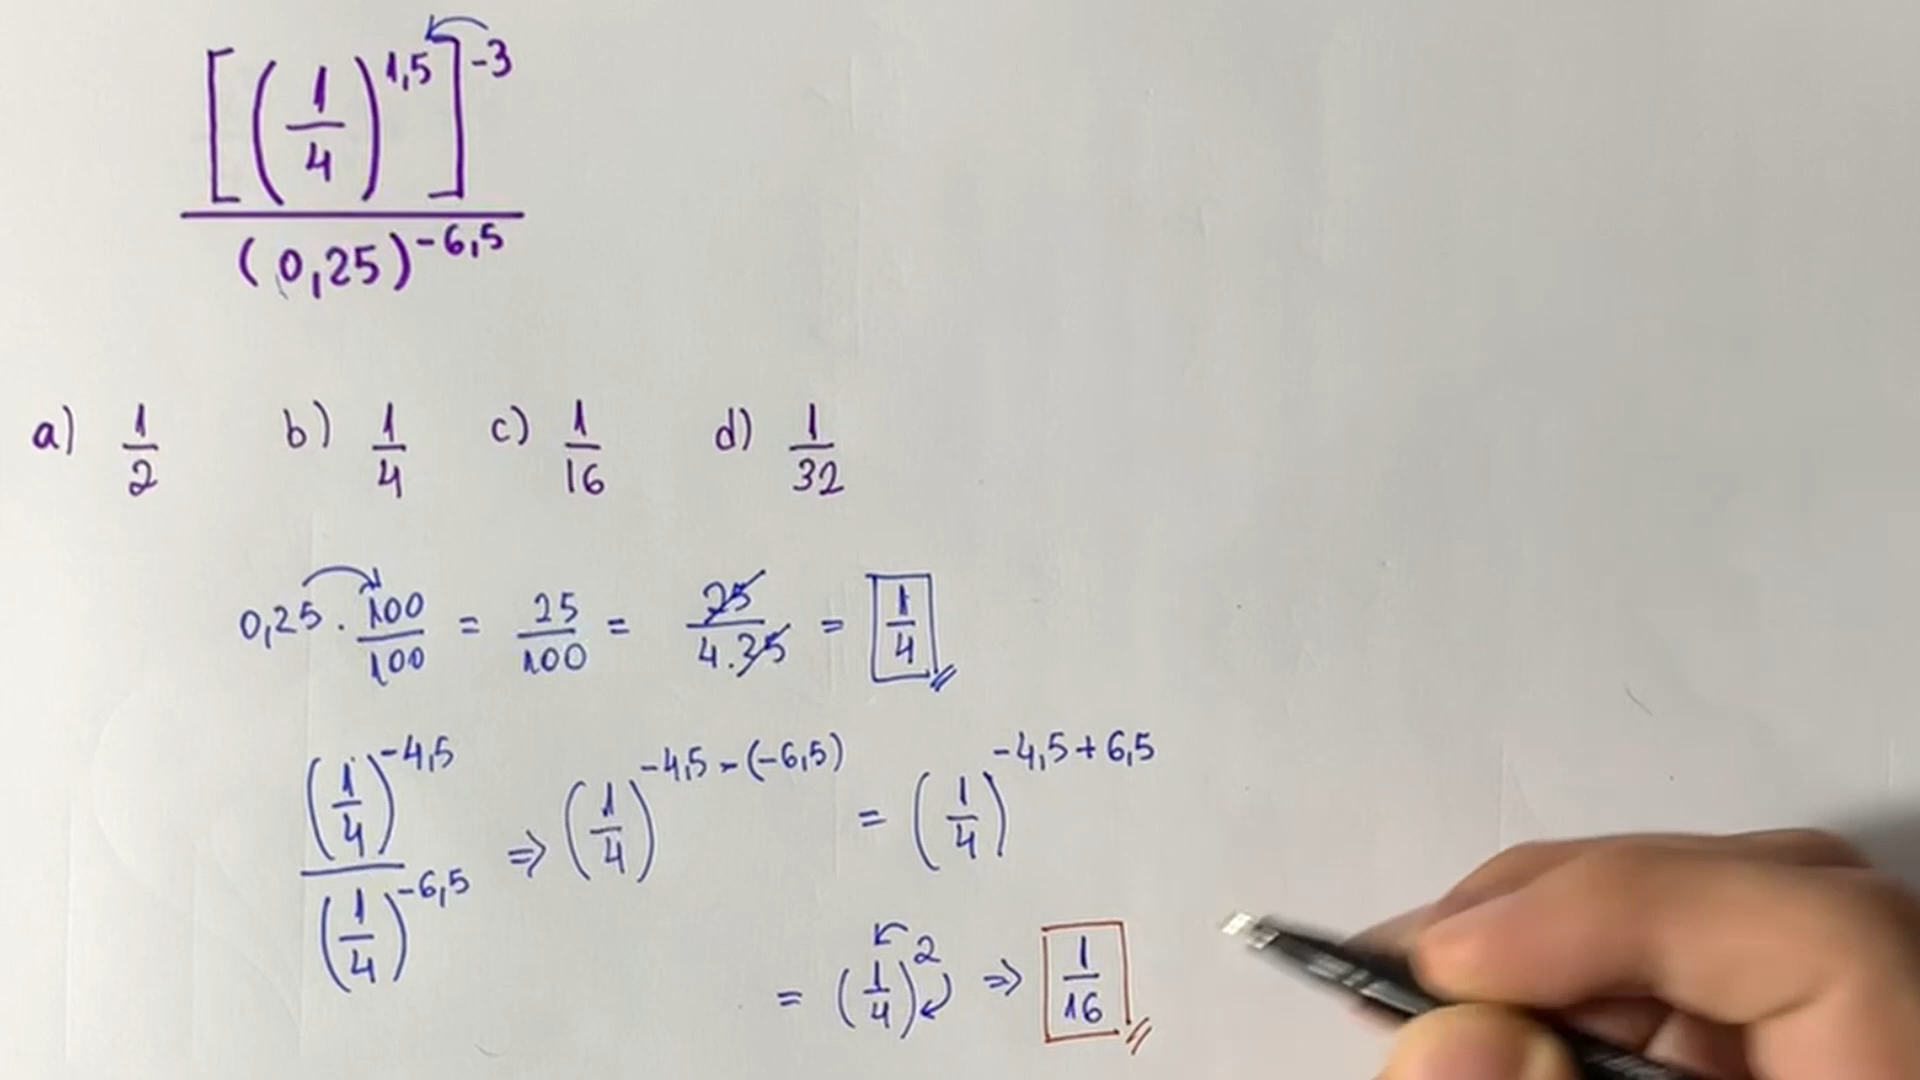 [(1/4)^1,5]^-3
(0,25)^-6,5
a) 1/2 b) 1/4 c) 1/16 d) 1/32
0,25 . 100/100 = 25/100 = 25/4.25 = 1/4
(1/4)^-4,5 / (1/4)^-6,5 ⇒ (1/4)^-4,5-(-6,5) = (1/4)^-4,5+6,5
= (1/4)^2 ⇒ 1/16